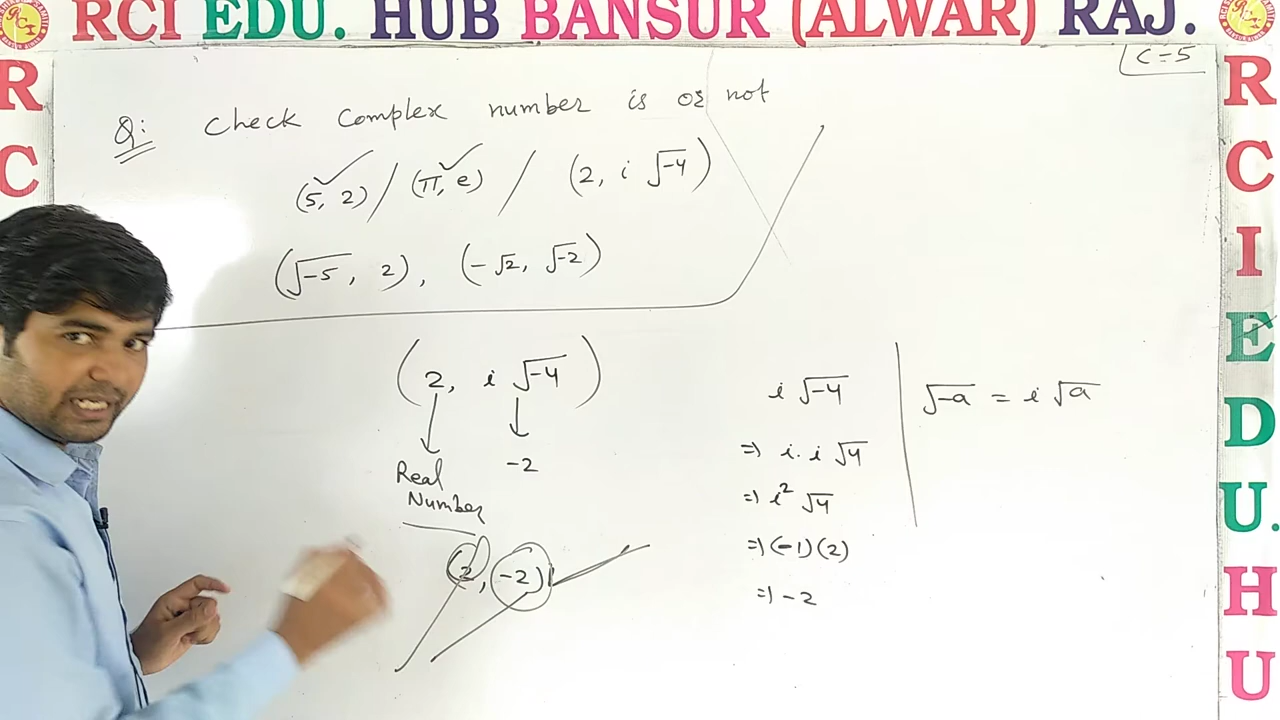 RCI EDU. HUB BANSUR (ALWAR) RAJ.
C=5
Q: Check complex number is or not
(5, 2) / (π, e) / (2, i √-4)
(√-5, 2), (-√2, √-2)
(2, i √-4)
Real
Number
-2
(2, -2)
i √-4
=) i. i √4
=) i² √4
=) (-1)(2)
=) -2
√-a = i √a
R
C
R
C
I
E
D
U.
H
U